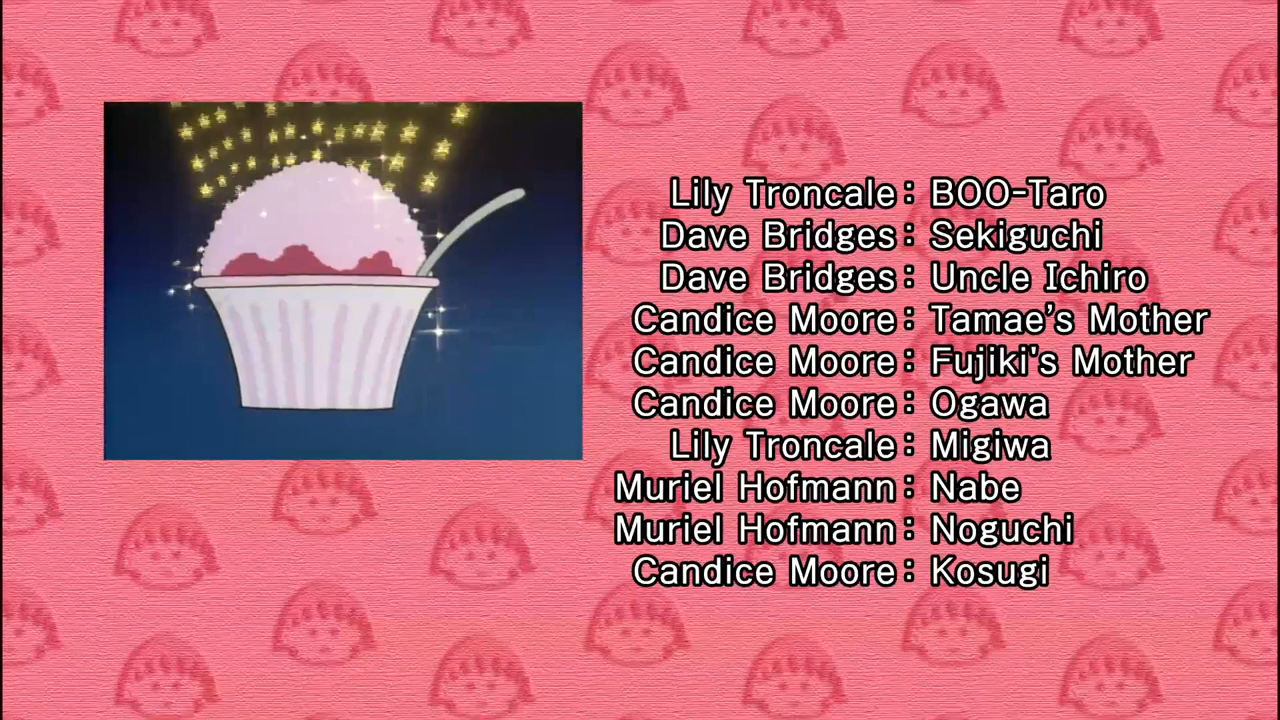 Lily Troncale: BOO-Taro
Dave Bridges: Sekiguchi
Dave Bridges: Uncle Ichiro
Candice Moore: Tamae’s Mother
Candice Moore: Fujiki's Mother
Candice Moore: Ogawa
Lily Troncale: Migiwa
Muriel Hofmann: Nabe
Muriel Hofmann: Noguchi
Candice Moore: Kosugi